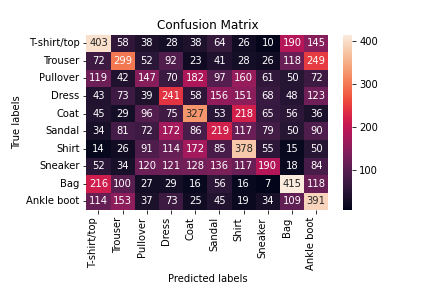 Confusion Matrix
T-shirt/top 403 58 38 28 38 64 26 10 190 145
Trouser 72 299 52 92 23 41 28 26 118 249
Pullover 119 42 147 70 182 97 160 61 50 72
Dress 43 73 39 241 58 156 151 68 48 123
Coat 45 29 96 75 327 53 218 65 56 36
Sandal 34 81 72 172 86 219 117 79 50 90
Shirt 14 26 91 114 172 85 378 55 15 50
Sneaker 52 34 120 121 128 136 117 190 18 84
Bag 216 100 27 29 16 56 16 7 415 118
Ankle boot 114 153 37 73 25 45 19 34 109 391
T-shirt/top Trouser Pullover Dress Coat Sandal Shirt Sneaker Bag Ankle boot
Predicted labels
True labels
400
300
200
100